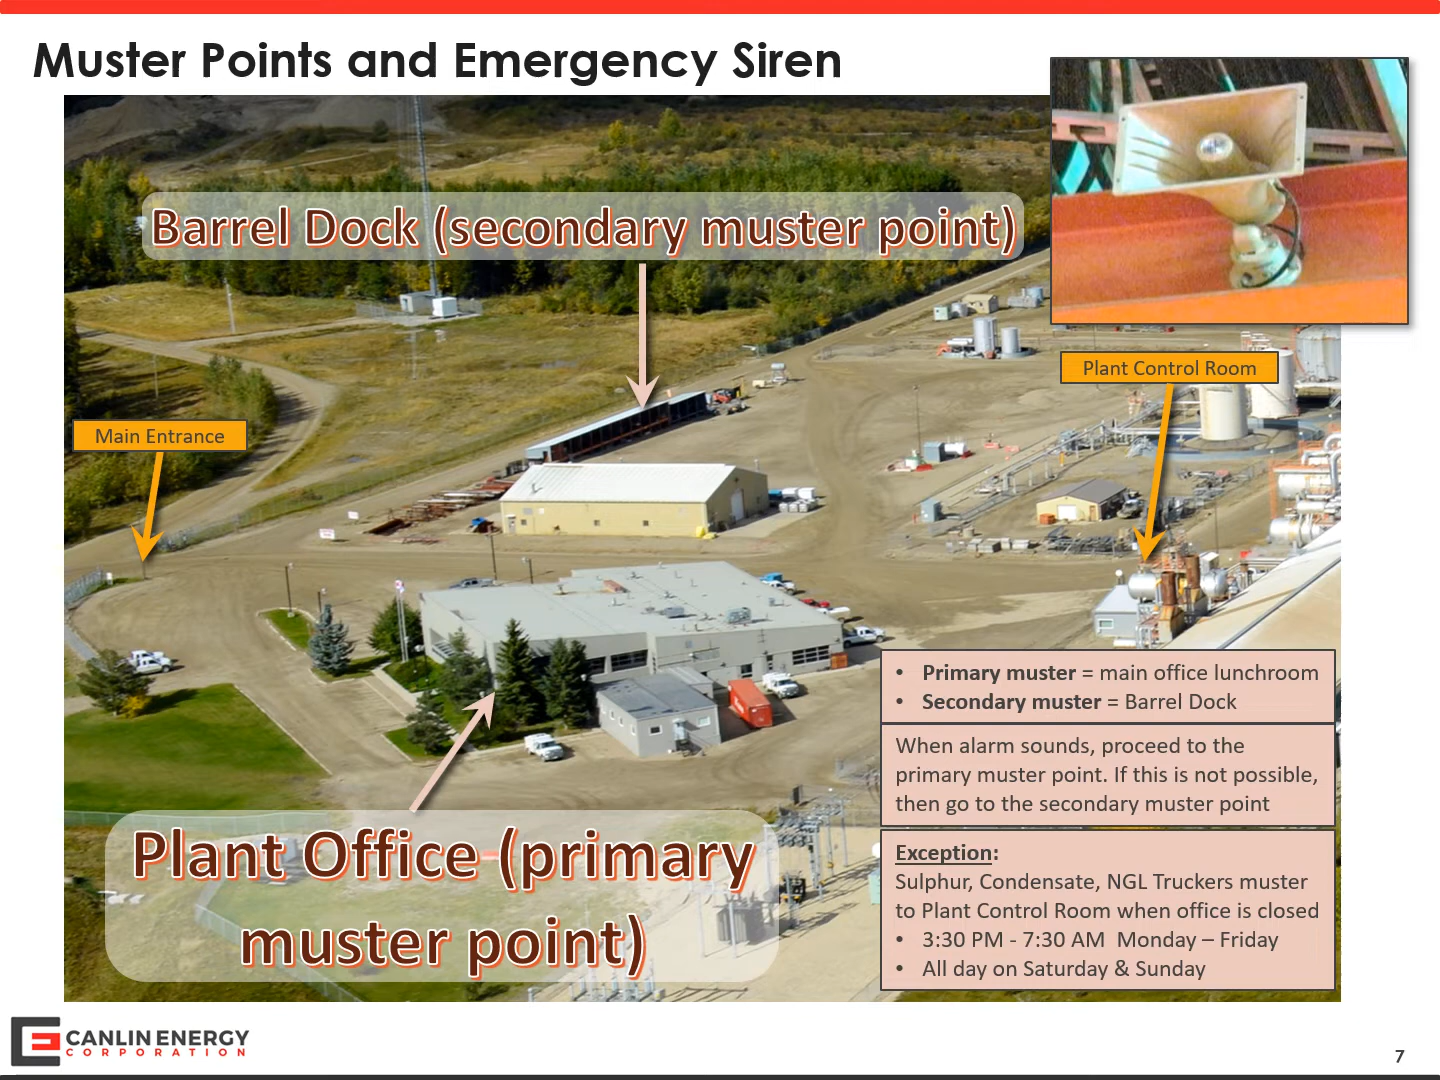 Muster Points and Emergency Siren
Barrel Dock (secondary muster point)
Plant Control Room
Main Entrance
• Primary muster = main office lunchroom
• Secondary muster = Barrel Dock
When alarm sounds, proceed to the
primary muster point. If this is not possible,
then go to the secondary muster point
Plant Office (primary
muster point)
Exception:
Sulphur, Condensate, NGL Truckers muster
to Plant Control Room when office is closed
• 3:30 PM - 7:30 AM Monday – Friday
• All day on Saturday & Sunday
CANLIN ENERGY
CORPORATION
7